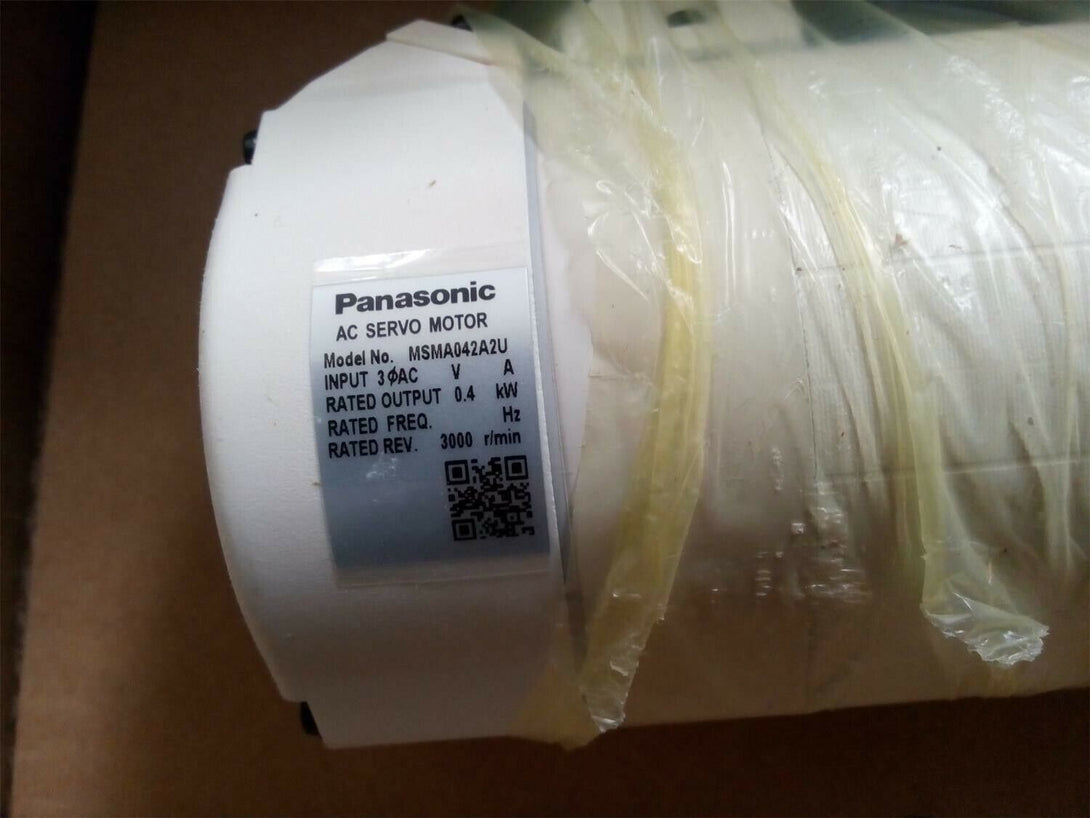 Panasonic
AC SERVO MOTOR
Model No. MSMA042A2U
INPUT 3ϕAC V A
RATED OUTPUT 0.4 kW
RATED FREQ. Hz
RATED REV. 3000 r/min